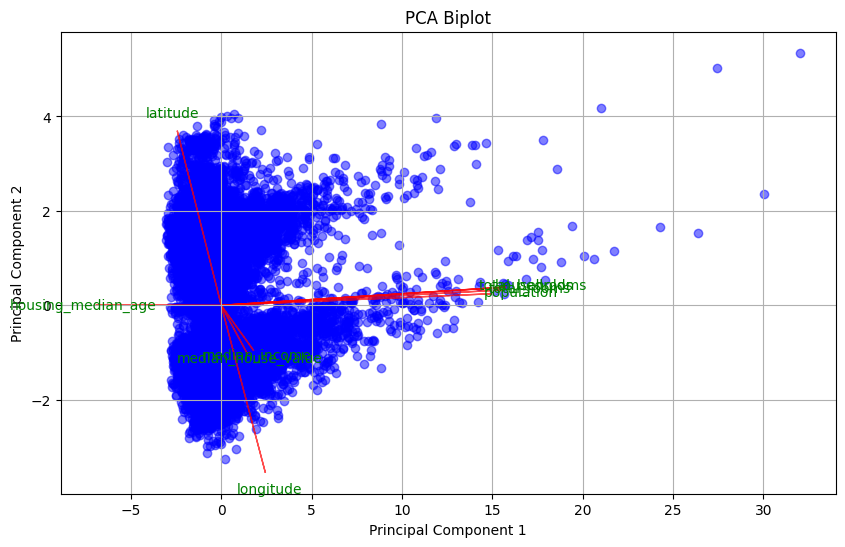 PCA Biplot
latitude
4
2
0
−2
housing_median_age
population
median_income
median_house_value
longitude
−5
0
5
10
15
20
25
30
Principal Component 1
Principal Component 2